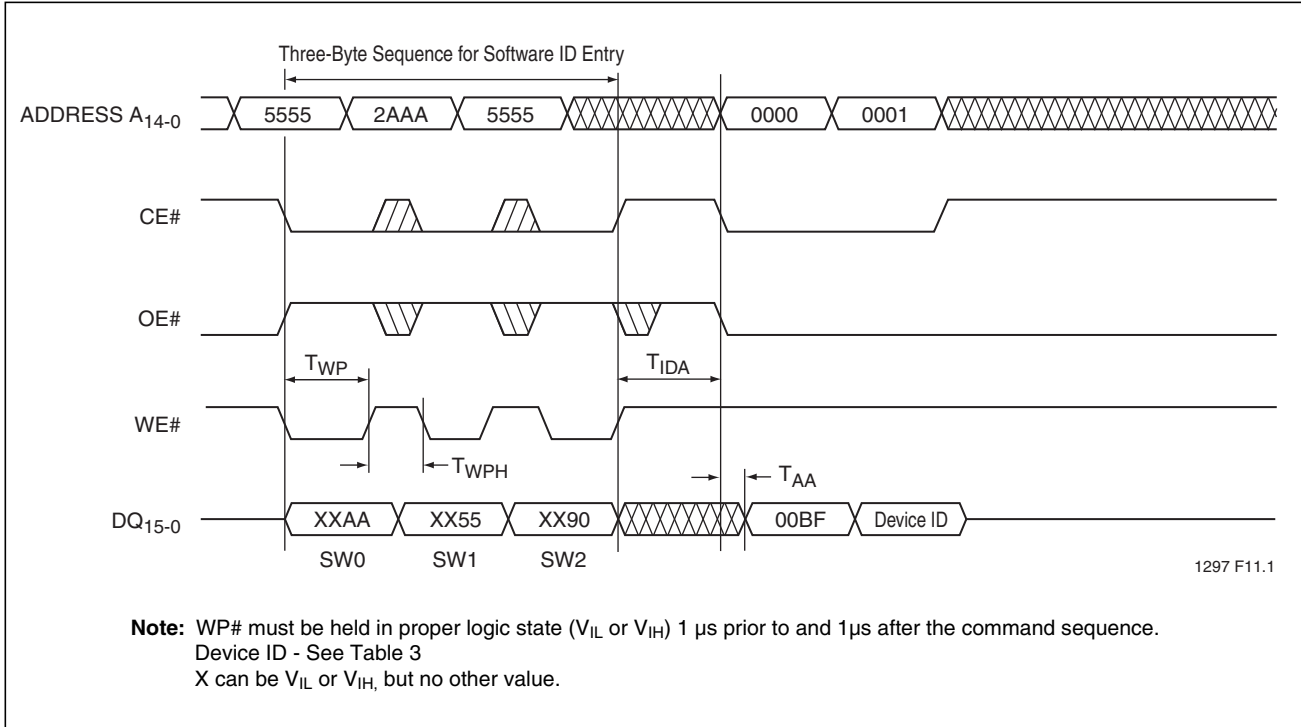 Three-Byte Sequence for Software ID Entry
ADDRESS A14-0
5555 2AAA 5555 0000 0001
CE#
OE#
TWP TIDA
WE#
TWPH TAA
DQ15-0
XXAA XX55 XX90 00BF Device ID
SW0 SW1 SW2
1297 F11.1
Note: WP# must be held in proper logic state (VIL or VIH) 1 µs prior to and 1µs after the command sequence.
Device ID - See Table 3
X can be VIL or VIH, but no other value.